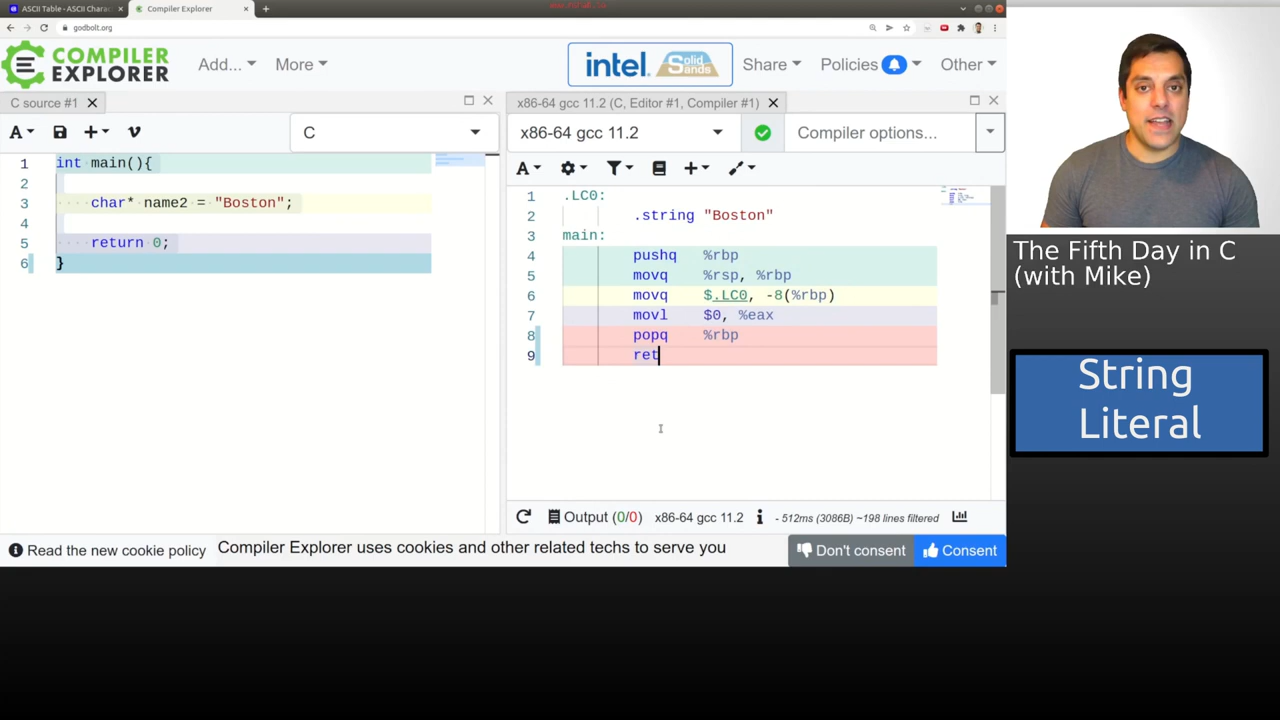 ASCII Table - ASCII Charac
Compiler Explorer
godbolt.org
COMPILER
EXPLORER
Add...
More
intel.
Solid
Sands
Share
Policies
Other
C source #1
x86-64 gcc 11.2 (C, Editor #1, Compiler #1)
A
C
x86-64 gcc 11.2
Compiler options...
A
1 int main(){
2
3 char* name2 = "Boston";
4
5 return 0;
6 }
1 .LC0:
2 .string "Boston"
3 main:
4 pushq %rbp
5 movq %rsp, %rbp
6 movq $.LC0, -8(%rbp)
7 movl $0, %eax
8 popq %rbp
9 ret
Output (0/0) x86-64 gcc 11.2 - 512ms (3086B) ~198 lines filtered
Read the new cookie policy
Compiler Explorer uses cookies and other related techs to serve you
Don't consent
Consent
The Fifth Day in C
(with Mike)
String
Literal